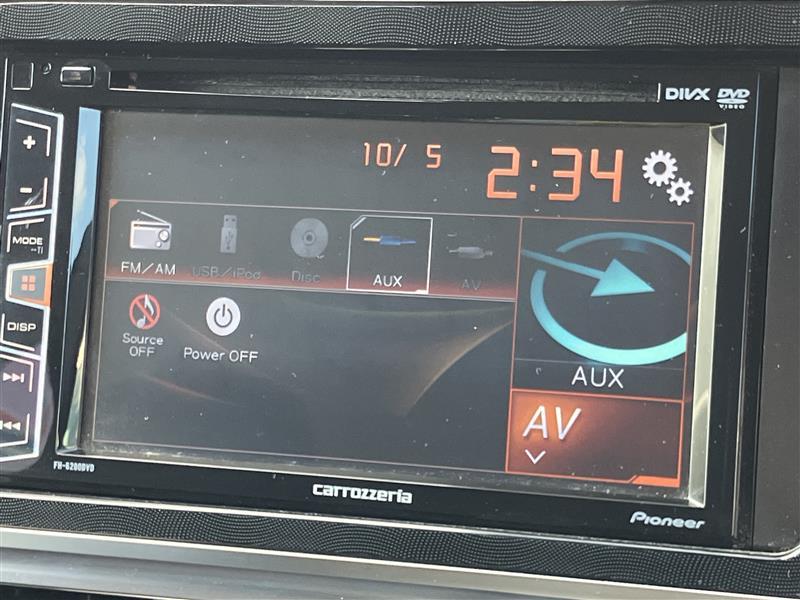 DIVX DVD
VIDEO
+
-
MODE
DISP
10/ 5 2:34
FM/AM USB/iPod Disc AUX AV
Source
OFF
Power OFF
AUX
AV
FH-6200DVD
carrozzeria
Pioneer